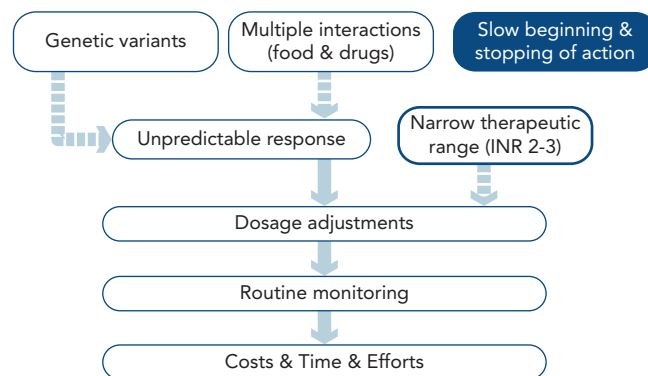 Genetic variants
Multiple interactions
(food & drugs)
Slow beginning &
stopping of action
Unpredictable response
Narrow therapeutic
range (INR 2-3)
Dosage adjustments
Routine monitoring
Costs & Time & Efforts